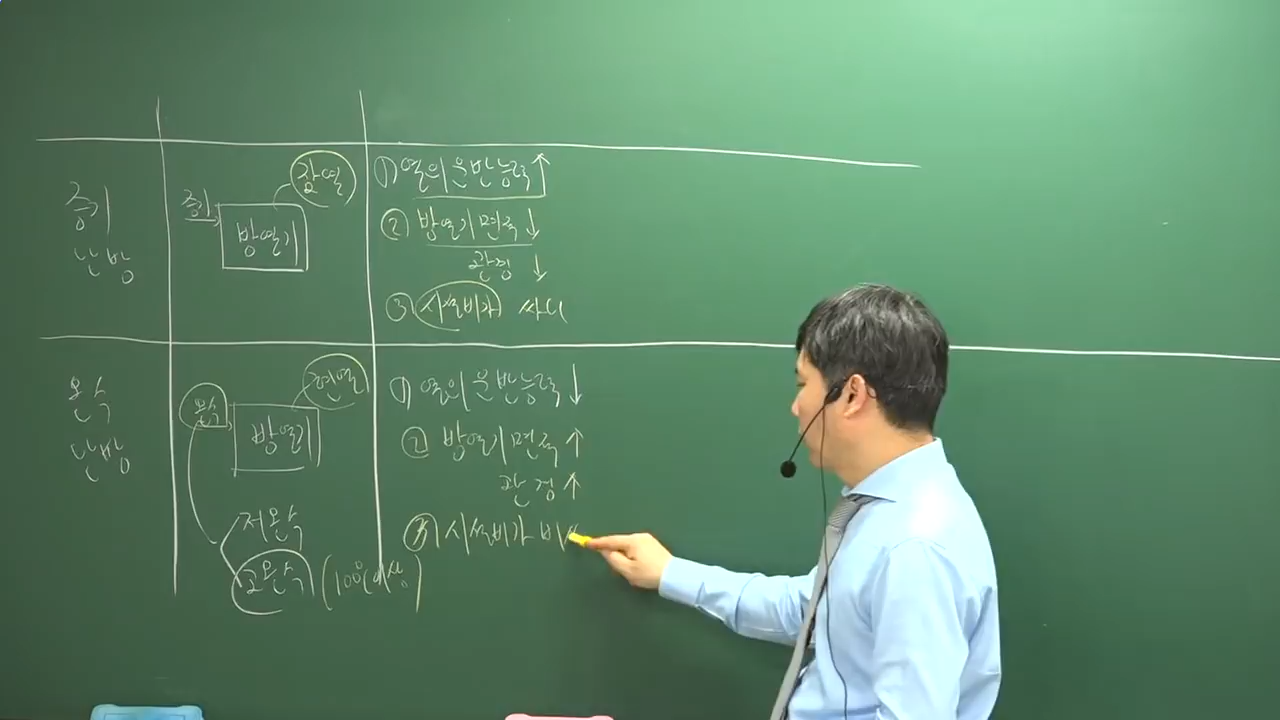 증기
난방
증기
방열기
잠열
① 열의 운반능력 ↑
② 방열기 면적 ↓
관경 ↓
③ 시설비가 싸다
온수
난방
온수
방열기
현열
저온수
고온수 (100℃ 이상)
① 열의 운반능력 ↓
② 방열기 면적 ↑
관경 ↑
③ 시설비가 비싸